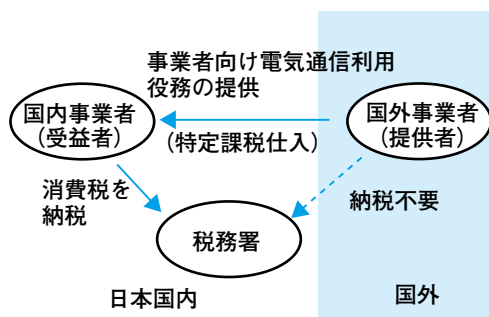 事業者向け電気通信利用
役務の提供
国内事業者
（受益者）
国外事業者
（提供者）
（特定課税仕入）
消費税を
納税
納税不要
税務署
日本国内
国外